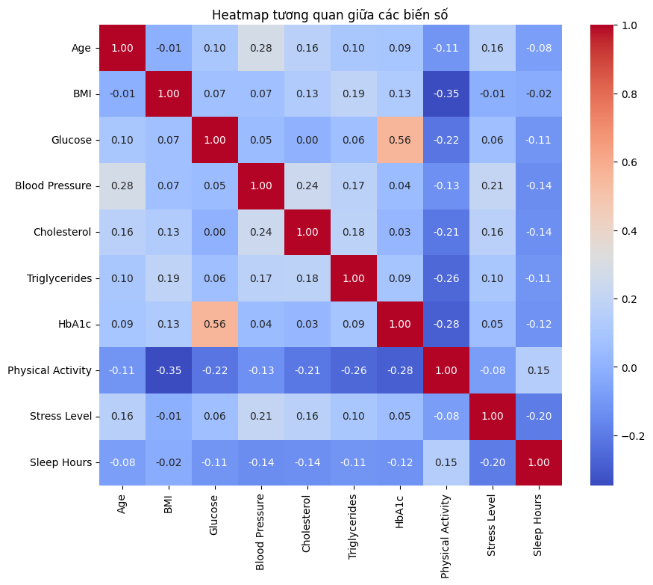 Heatmap tương quan giữa các biến số
Age 1.00 -0.01 0.10 0.28 0.16 0.10 0.09 -0.11 0.16 -0.08
BMI -0.01 1.00 0.07 0.07 0.13 0.19 0.13 -0.35 -0.01 -0.02
Glucose 0.10 0.07 1.00 0.05 0.00 0.06 0.56 -0.22 0.06 -0.11
Blood Pressure 0.28 0.07 0.05 1.00 0.24 0.17 0.04 -0.13 0.21 -0.14
Cholesterol 0.16 0.13 0.00 0.24 1.00 0.18 0.03 -0.21 0.16 -0.14
Triglycerides 0.10 0.19 0.06 0.17 0.18 1.00 0.09 -0.26 0.10 -0.11
HbA1c 0.09 0.13 0.56 0.04 0.03 0.09 1.00 -0.28 0.05 -0.12
Physical Activity -0.11 -0.35 -0.22 -0.13 -0.21 -0.26 -0.28 1.00 -0.08 0.15
Stress Level 0.16 -0.01 0.06 0.21 0.16 0.10 0.05 -0.08 1.00 -0.20
Sleep Hours -0.08 -0.02 -0.11 -0.14 -0.14 -0.11 -0.12 0.15 -0.20 1.00
Age
BMI
Glucose
Blood Pressure
Cholesterol
Triglycerides
HbA1c
Physical Activity
Stress Level
Sleep Hours
1.0
0.8
0.6
0.4
0.2
0.0
−0.2